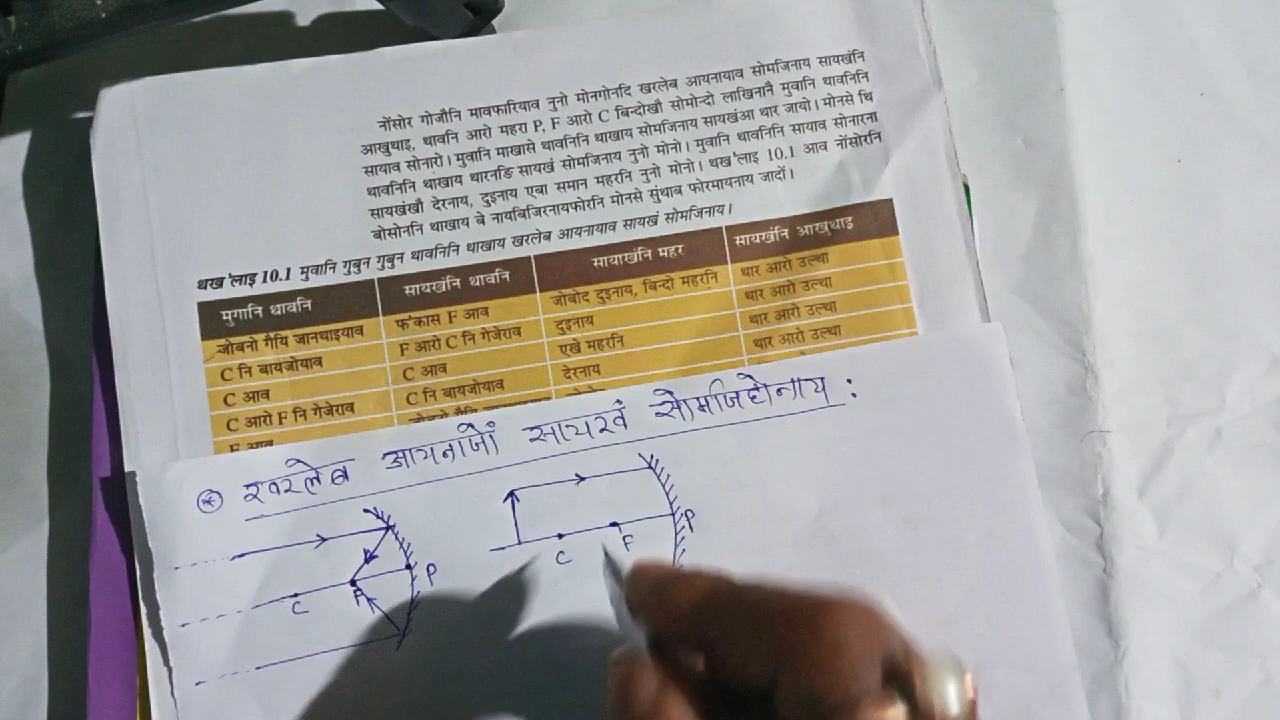 नोंसोर गोजौनि मावफारियाव नुनो मोनगोनदि खरलेब आयनायाव सोमजिनाय सायखंनि
आखुथाइ, थावनि आरो महरा P, F आरो C बिन्दोखौ सोमोन्दो लाखिनानै मुवानि थावनिनि
सायाव सोनारो। मुवानि माखासे थावनिनि थाखाय सोमजिनाय सायखंआ थार जायो। मोनसे थि
थावनिनि थाखाय थारनङि सायखं सोमजिनाय नुनो मोनो। मुवानि थावनिनि सायाव सोनारना
सायखंखौ देरनाय, दुइनाय एबा समान महरनि नुनो मोनो। थख'लाइ 10.1 आव नोंसोरनि
बोसोननि थाखाय बे नायबिजिरनायफोरनि मोनसे सुंथाब फोरमायनाय जादों।
थख'लाइ 10.1 मुवानि गुबुन गुबुन थावनिनि थाखाय खरलेब आयनायाव सायखं सोमजिनाय।
मुगानि थावनि सायखंनि थावनि सायाखंनि महर सायखंनि आखुथाइ
जोबनो गैयि जानथाइयाव फ'कास F आव जोबोद दुइनाय, बिन्दो महरनि थार आरो उल्था
C नि बायजोयाव F आरो C नि गेजेराव दुइनाय थार आरो उल्था
C आव C आव एखे महरनि थार आरो उल्था
C आरो F नि गेजेराव C नि बायजोयाव देरनाय थार आरो उल्था
F आव
* खरलेब आयनाजों सायखं सोमजिहोनाय :
C F P
C F P